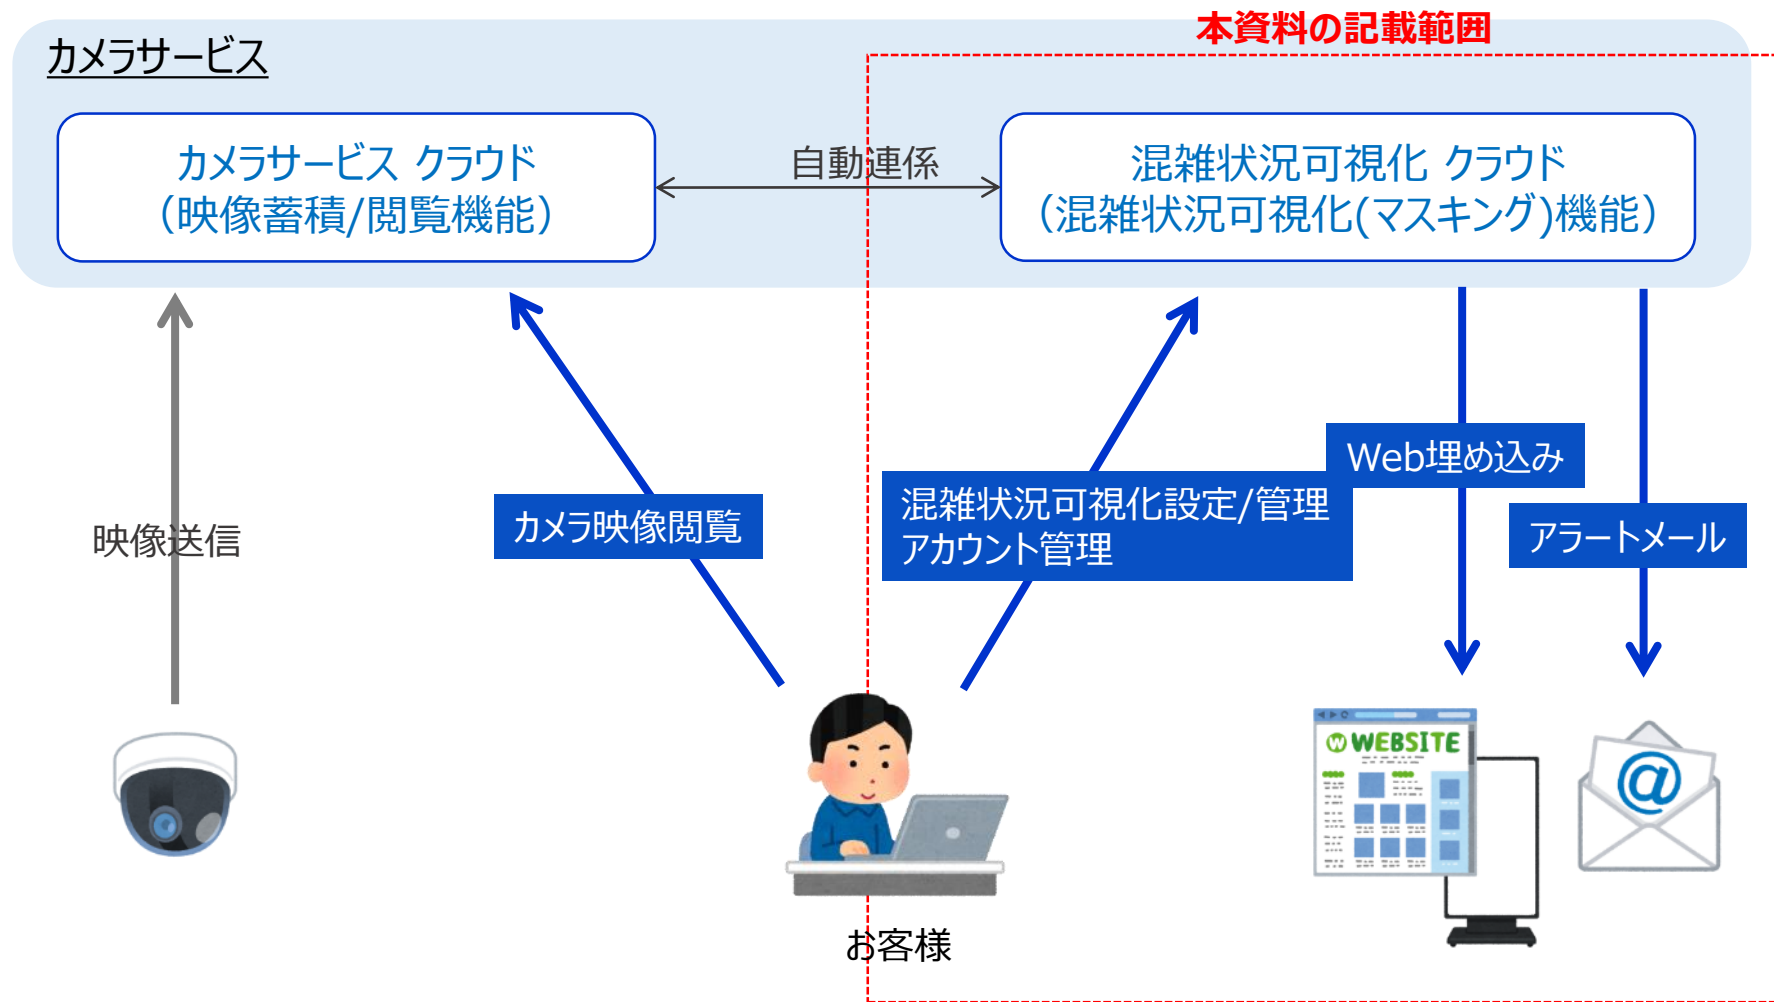 本資料の記載範囲
カメラサービス
カメラサービス クラウド
（映像蓄積/閲覧機能）
自動連係
混雑状況可視化 クラウド
（混雑状況可視化(マスキング)機能）
Web埋め込み
混雑状況可視化設定/管理
アカウント管理
カメラ映像閲覧
アラートメール
映像送信
WEBSITE
@
お客様